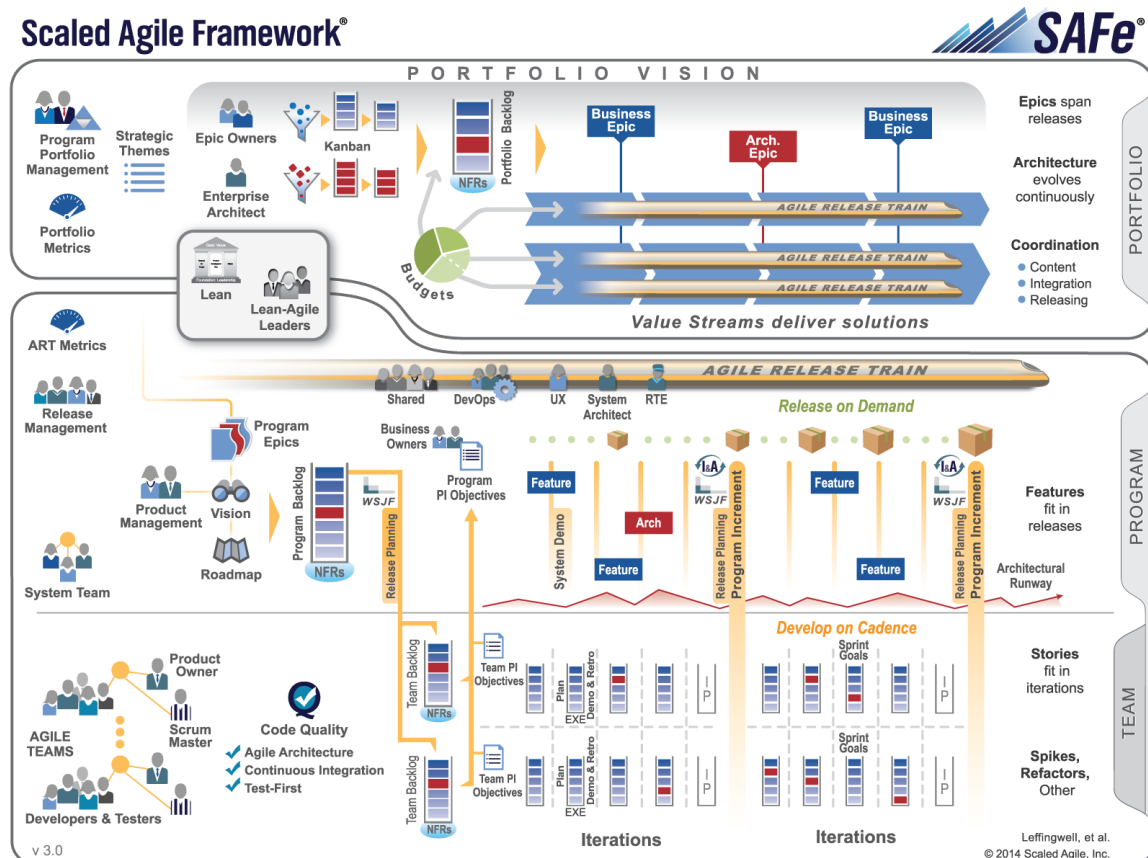 Scaled Agile Framework®
SAFe®
PORTFOLIO VISION
Program
Portfolio
Management
Strategic
Themes
Portfolio
Metrics
Epic Owners
Enterprise
Architect
Kanban
Portfolio Backlog
NFRs
Business
Epic
Arch.
Epic
Business
Epic
Epics span
releases
Architecture
evolves
continuously
Coordination
Content
Integration
Releasing
PORTFOLIO
AGILE RELEASE TRAIN
AGILE RELEASE TRAIN
AGILE RELEASE TRAIN
Budgets
Value Streams deliver solutions
Lean
Lean-Agile
Leaders
ART Metrics
Release
Management
AGILE RELEASE TRAIN
Shared
DevOps
UX
System
Architect
RTE
Release on Demand
Program
Epics
Product
Management
Vision
Roadmap
System Team
Program Backlog
NFRs
WSJF
Release Planning
Business
Owners
Program
PI Objectives
Feature
System Demo
Feature
Arch
I&A
WSJF
Release Planning
Program Increment
Feature
Feature
I&A
WSJF
Release Planning
Program Increment
Features
fit in
releases
Architectural
Runway
PROGRAM
Develop on Cadence
AGILE
TEAMS
Product
Owner
Scrum
Master
Developers & Testers
Code Quality
Agile Architecture
Continuous Integration
Test-First
Team Backlog
NFRs
Team PI
Objectives
Plan
EXE
Demo & Retro
I
P
Sprint
Goals
I
P
Stories
fit in
iterations
Team Backlog
NFRs
Team PI
Objectives
Plan
EXE
Demo & Retro
I
P
Sprint
Goals
I
P
Spikes,
Refactors,
Other
TEAM
Iterations
Iterations
v 3.0
Leffingwell, et al.
© 2014 Scaled Agile, Inc.